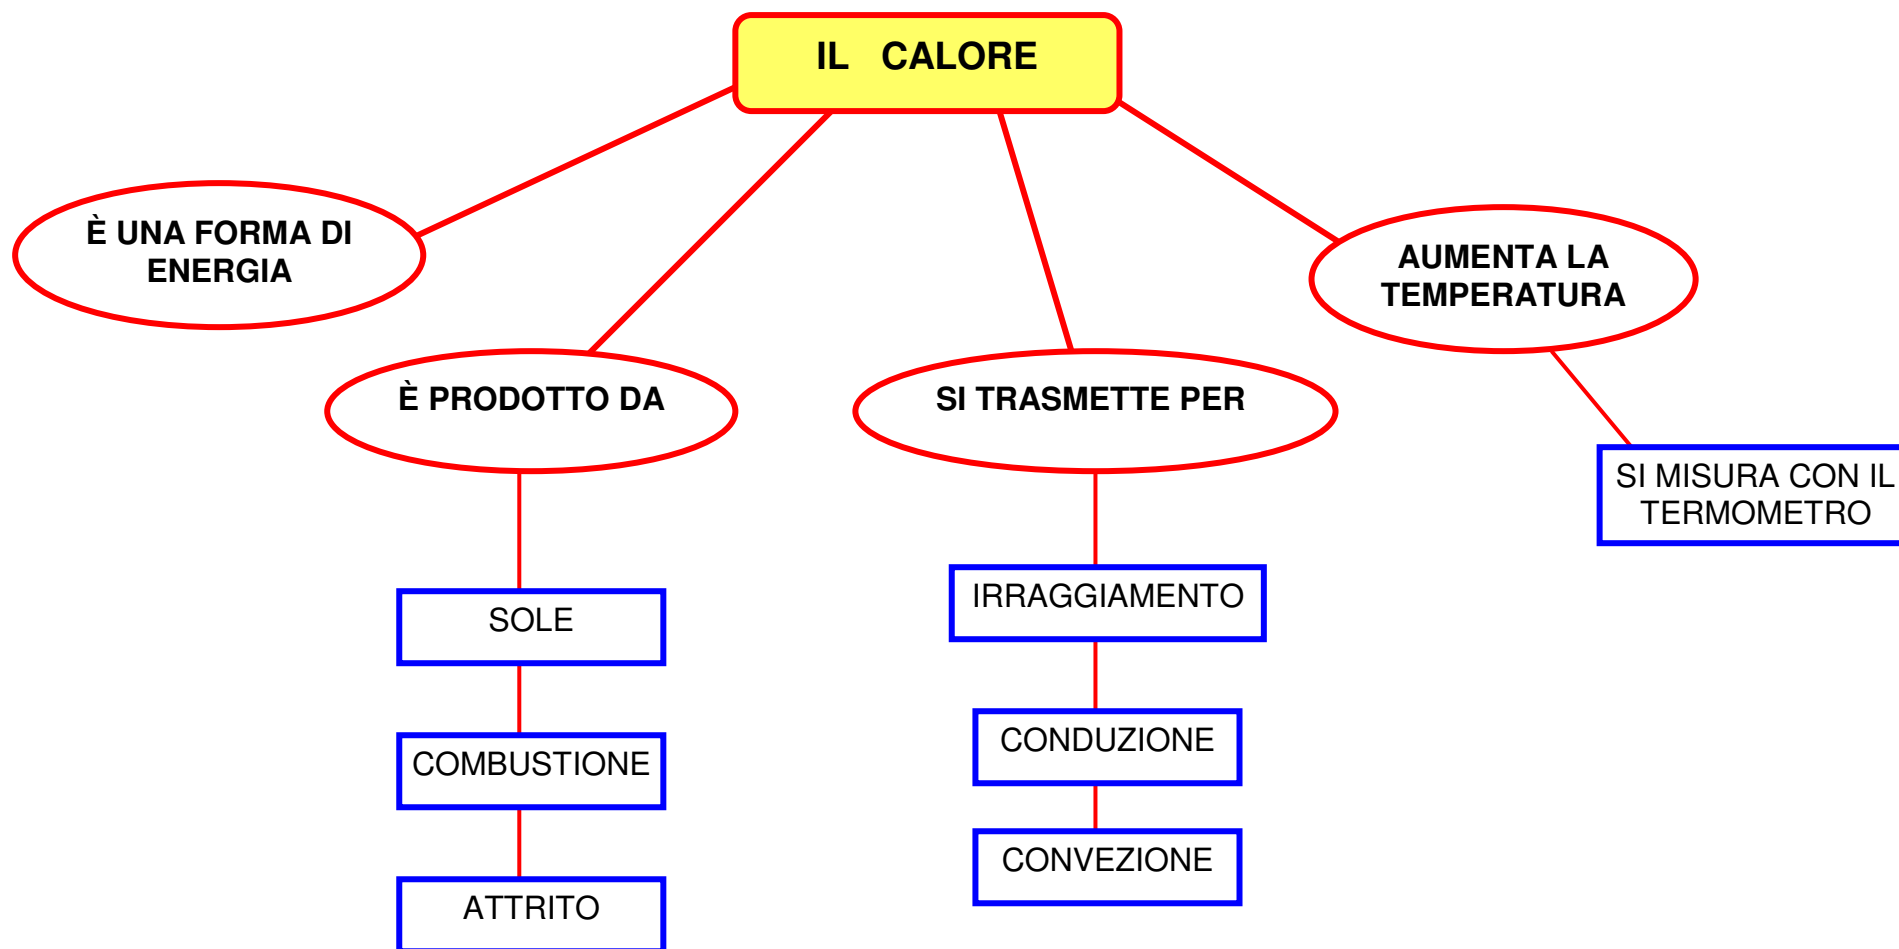 IL CALORE
È UNA FORMA DI
ENERGIA
AUMENTA LA
TEMPERATURA
È PRODOTTO DA
SI TRASMETTE PER
SI MISURA CON IL
TERMOMETRO
SOLE
COMBUSTIONE
ATTRITO
IRRAGGIAMENTO
CONDUZIONE
CONVEZIONE